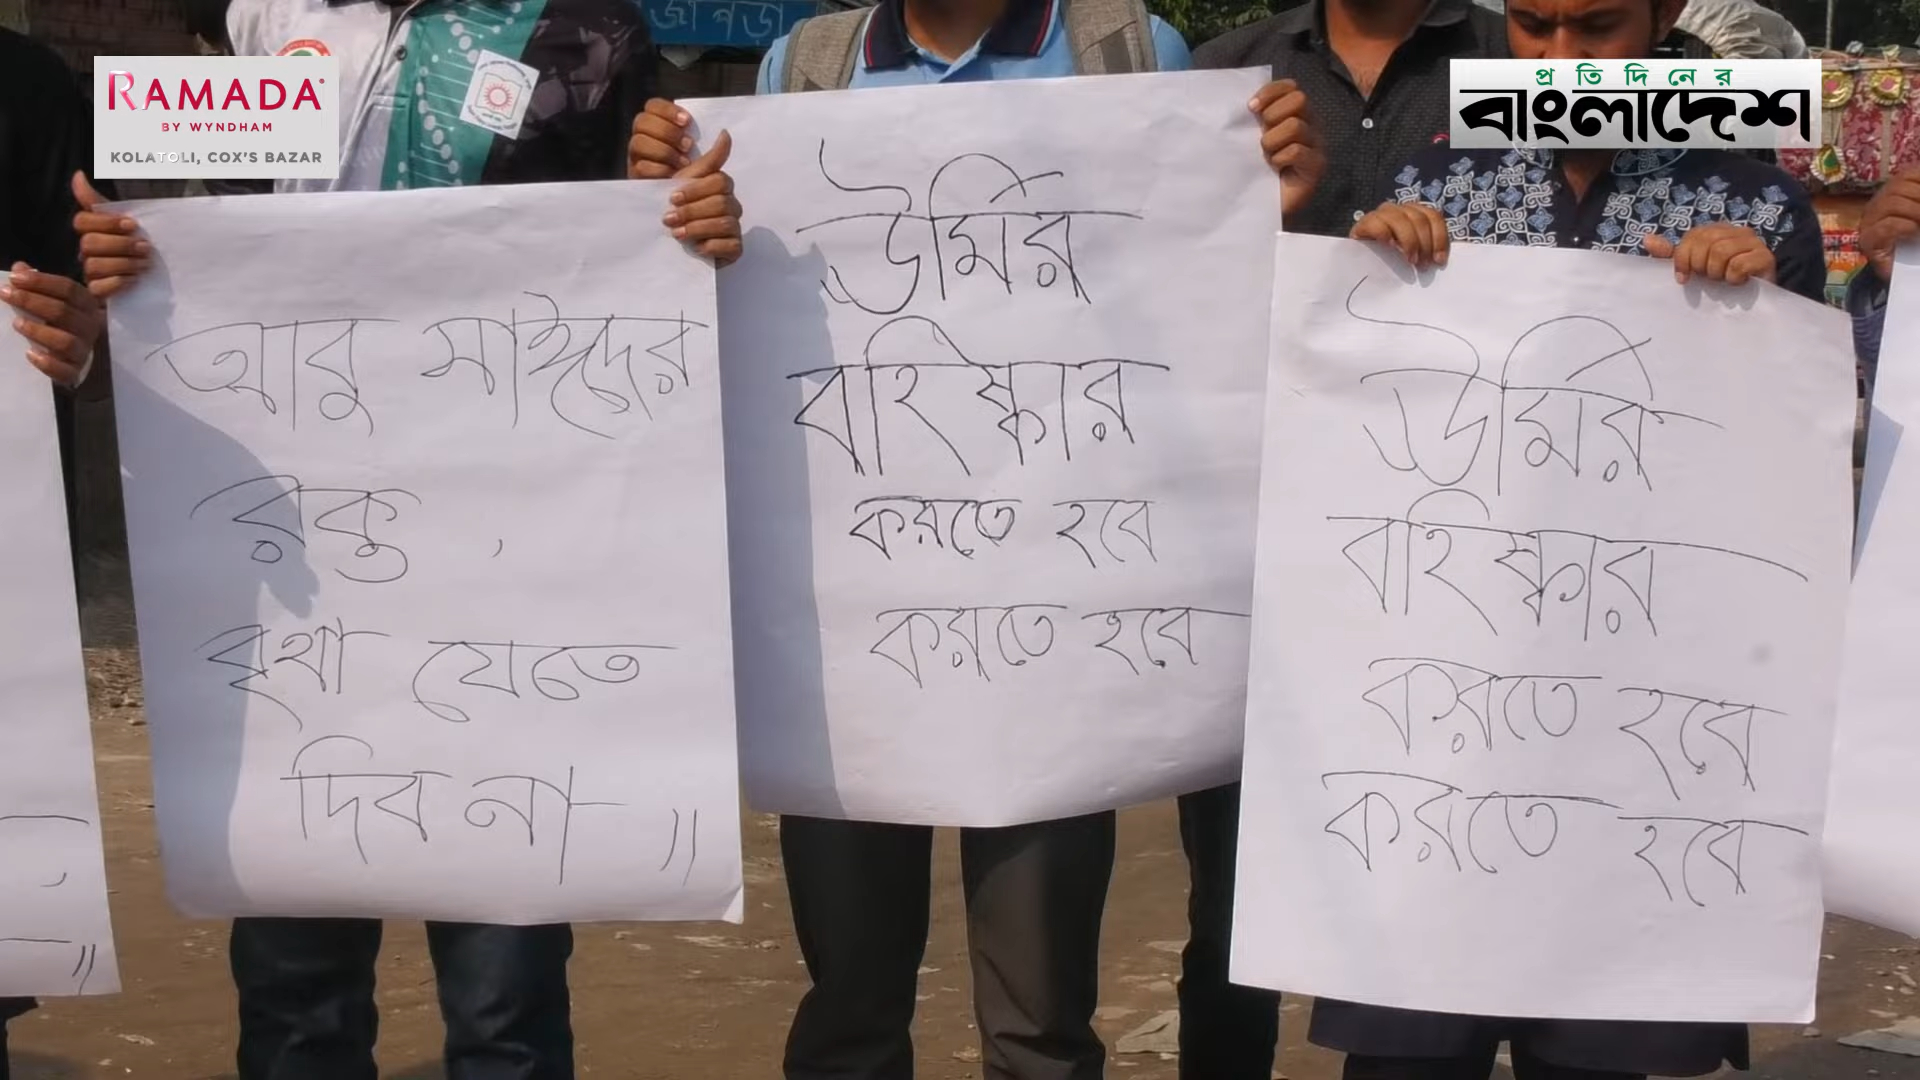 RAMADA
BY WYNDHAM
KOLATOLI, COX'S BAZAR
প্রতিদিনের
বাংলাদেশ
আবু সাঈদের
রক্ত
বৃথা যেতে
দিব না ॥
উর্মির
বহিষ্কার
করতে হবে
করতে হবে
উর্মির
বহিষ্কার
করতে হবে
করতে হবে